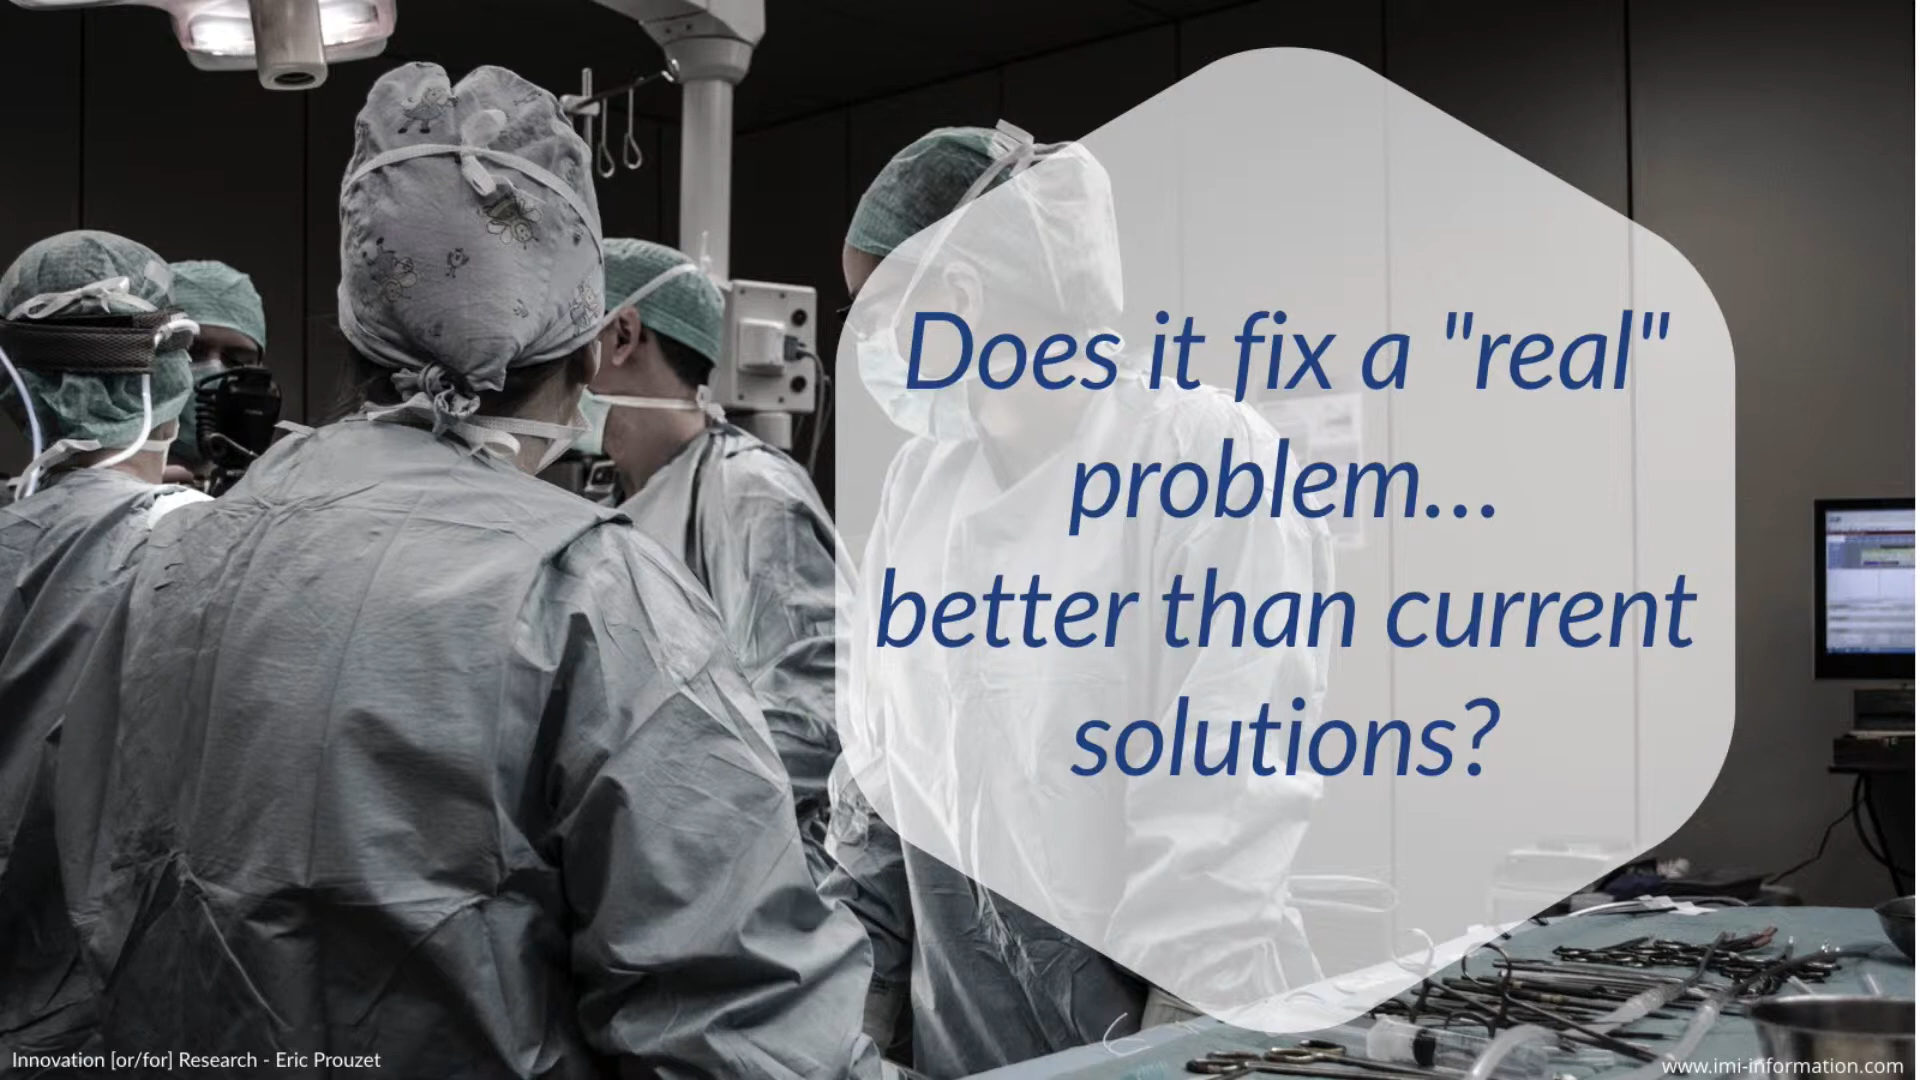 Does it fix a "real"
problem...
better than current
solutions?
Innovation [or/for] Research - Eric Prouzet
www.imi-information.com